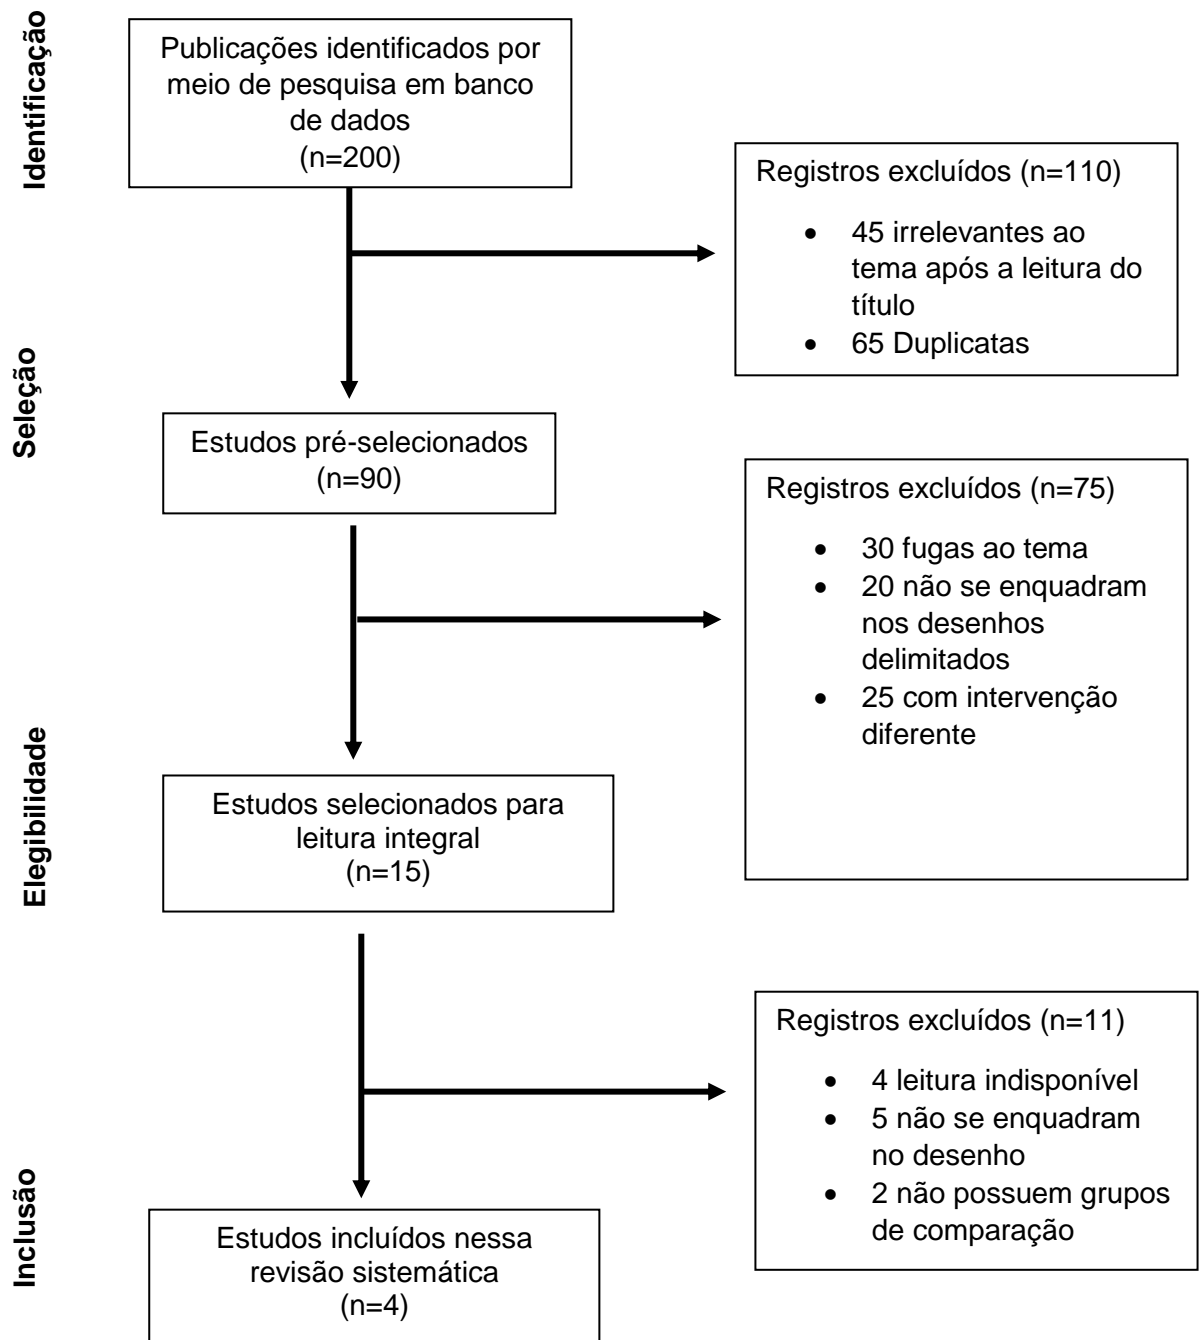 Identificação
Publicações identificados por
meio de pesquisa em banco
de dados
(n=200)
Registros excluídos (n=110)
• 45 irrelevantes ao
tema após a leitura do
título
• 65 Duplicatas
Seleção
Estudos pré-selecionados
(n=90)
Registros excluídos (n=75)
• 30 fugas ao tema
• 20 não se enquadram
nos desenhos
delimitados
• 25 com intervenção
diferente
Elegibilidade
Estudos selecionados para
leitura integral
(n=15)
Registros excluídos (n=11)
• 4 leitura indisponível
• 5 não se enquadram
no desenho
• 2 não possuem grupos
de comparação
Inclusão
Estudos incluídos nessa
revisão sistemática
(n=4)